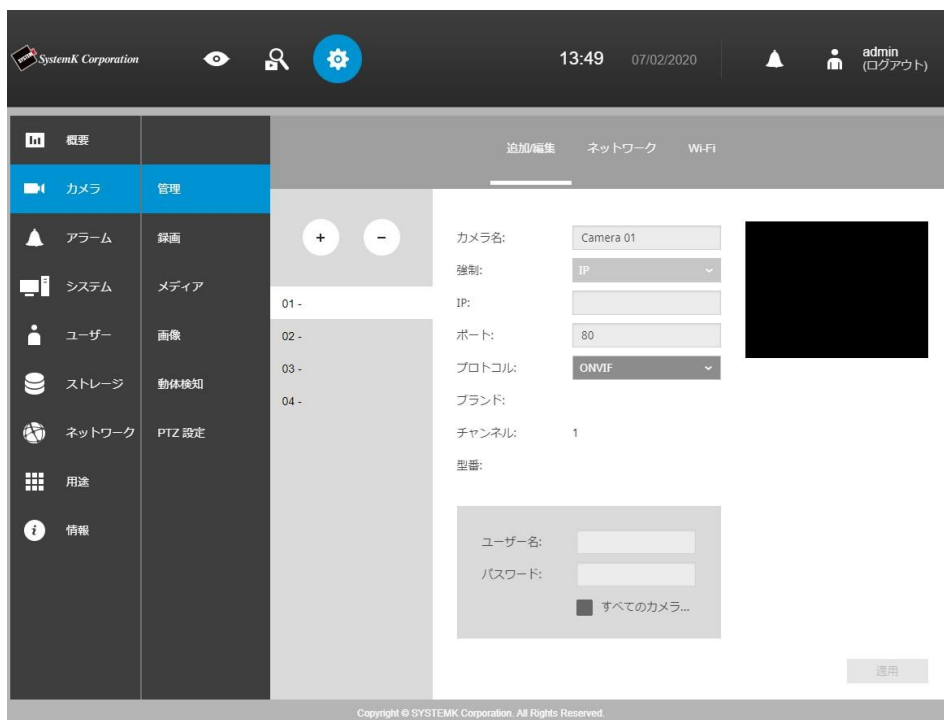 SystemK Corporation
13:49 07/02/2020
admin
(ログアウト)
概要
カメラ
アラーム
システム
ユーザー
ストレージ
ネットワーク
用途
情報
管理
録画
メディア
画像
動体検知
PTZ 設定
追加/編集 ネットワーク Wi-Fi
+ -
01 -
02 -
03 -
04 -
カメラ名: Camera 01
強制: IP
IP:
ポート: 80
プロトコル: ONVIF
ブランド:
チャンネル: 1
型番:
ユーザー名:
パスワード:
すべてのカメラ...
適用
Copyright © SYSTEMK Corporation. All Rights Reserved.